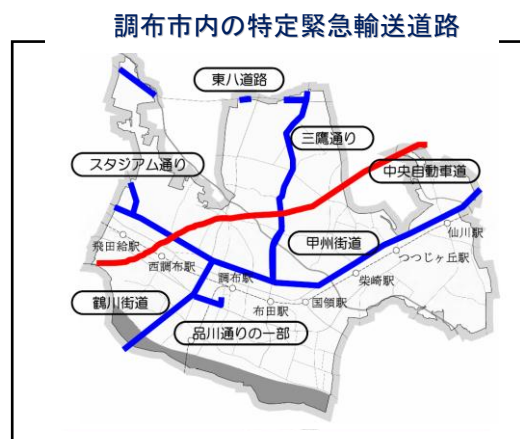 調布市内の特定緊急輸送道路
東八道路
三鷹通り
スタジアム通り
中央自動車道
甲州街道
仙川駅
飛田給駅
つつじヶ丘駅
西調布駅
調布駅
柴崎駅
鶴川街道
布田駅
国領駅
品川通りの一部